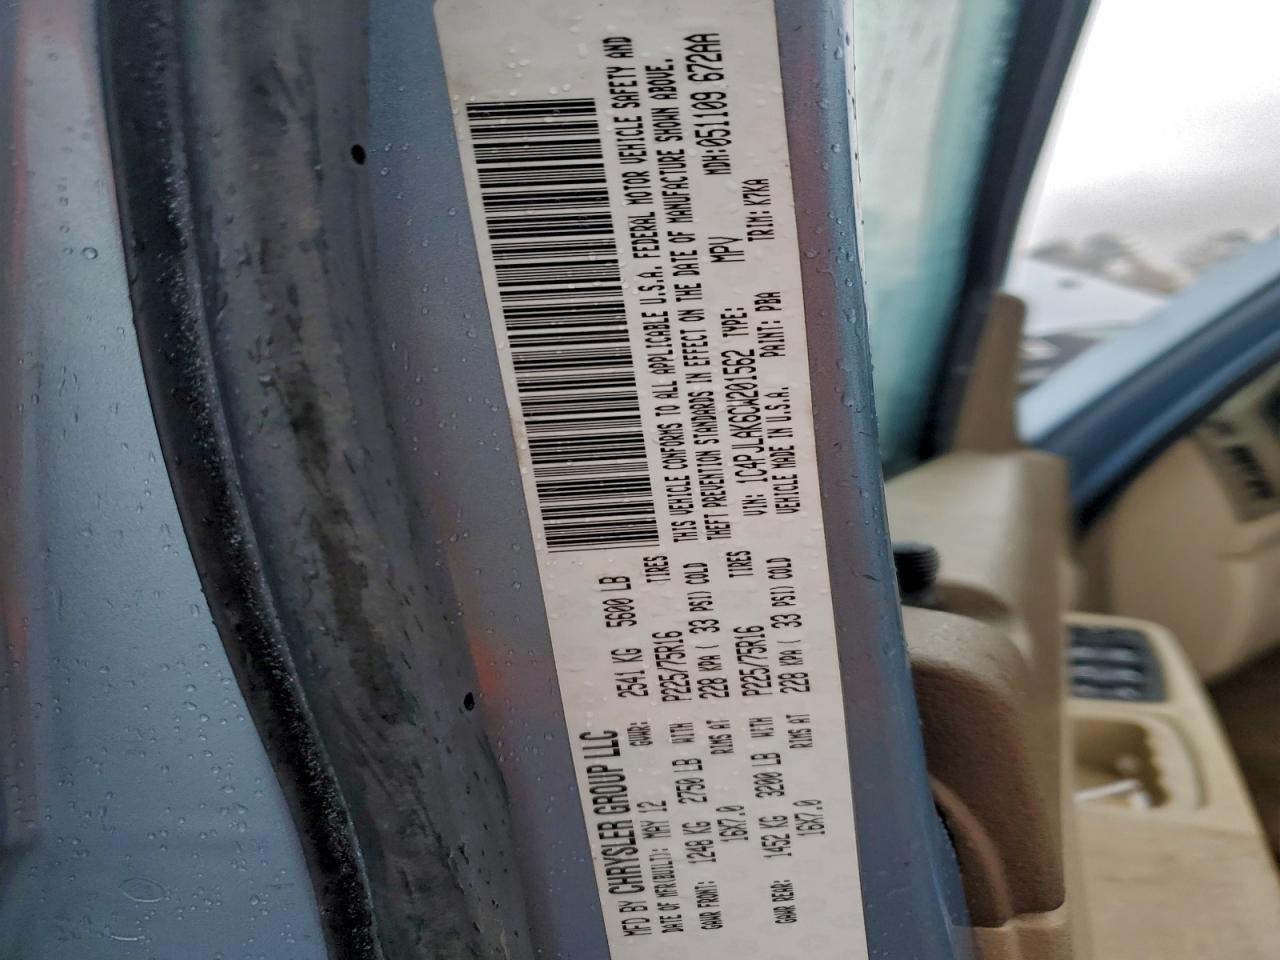 MFD BY CHRYSLER GROUP LLC
DATE OF MFR(BUILT): MAY 12 GVWR: 2541 KG 5600 LB
GAWR FRONT: 1248 KG 2750 LB WITH P225/75R16 TIRES
16X7.0 RIMS AT 228 KPA ( 33 PSI) COLD
GAWR REAR: 1452 KG 3200 LB WITH P225/75R16 TIRES
16X7.0 RIMS AT 228 KPA ( 33 PSI) COLD
THIS VEHICLE CONFORMS TO ALL APPLICABLE U.S.A. FEDERAL MOTOR VEHICLE SAFETY AND
THEFT PREVENTION STANDARDS IN EFFECT ON THE DATE OF MANUFACTURE SHOWN ABOVE.
VIN: 1C4PJLAK6CW201562 TYPE: MPV MDH:051109 672AA
VEHICLE MADE IN U.S.A. PAINT: PBA TRIM: K7KA